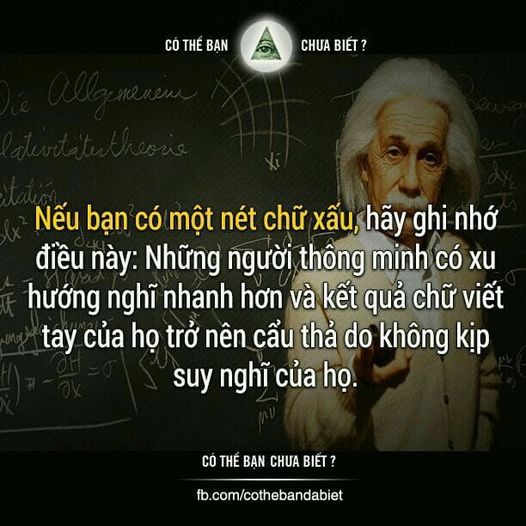 CÓ THỂ BẠN CHƯA BIẾT ?
Die Allgemeine
Nếu bạn có một nét chữ xấu, hãy ghi nhớ
điều này: Những người thông minh có xu
hướng nghĩ nhanh hơn và kết quả chữ viết
tay của họ trở nên cẩu thả do không kịp
suy nghĩ của họ.
CÓ THỂ BẠN CHƯA BIẾT ?
fb.com/cothebandabiet